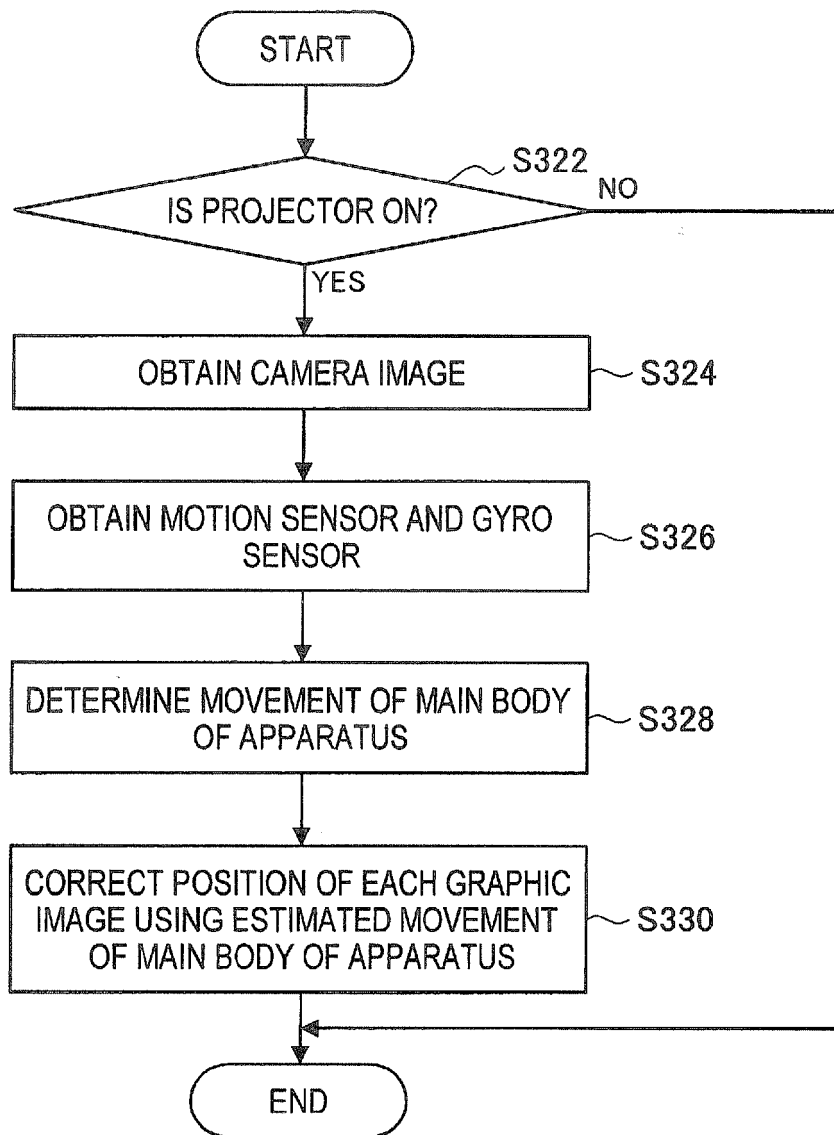 START
S322
IS PROJECTOR ON?
NO
YES
OBTAIN CAMERA IMAGE
S324
OBTAIN MOTION SENSOR AND GYRO
SENSOR
S326
DETERMINE MOVEMENT OF MAIN BODY
OF APPARATUS
S328
CORRECT POSITION OF EACH GRAPHIC
IMAGE USING ESTIMATED MOVEMENT
OF MAIN BODY OF APPARATUS
S330
END